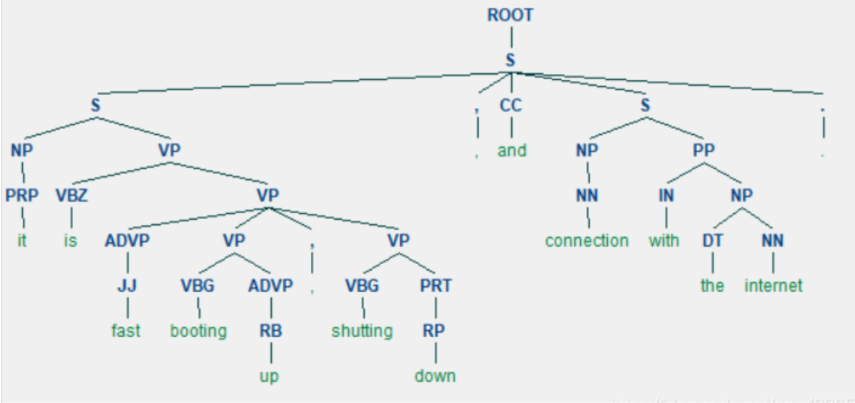 ROOT
S
S , CC S .
NP VP , and NP PP .
PRP VBZ VP NN IN NP
it is ADVP VP , VP connection with DT NN
JJ VBG ADVP , VBG PRT the internet
fast booting RB shutting RP
up down